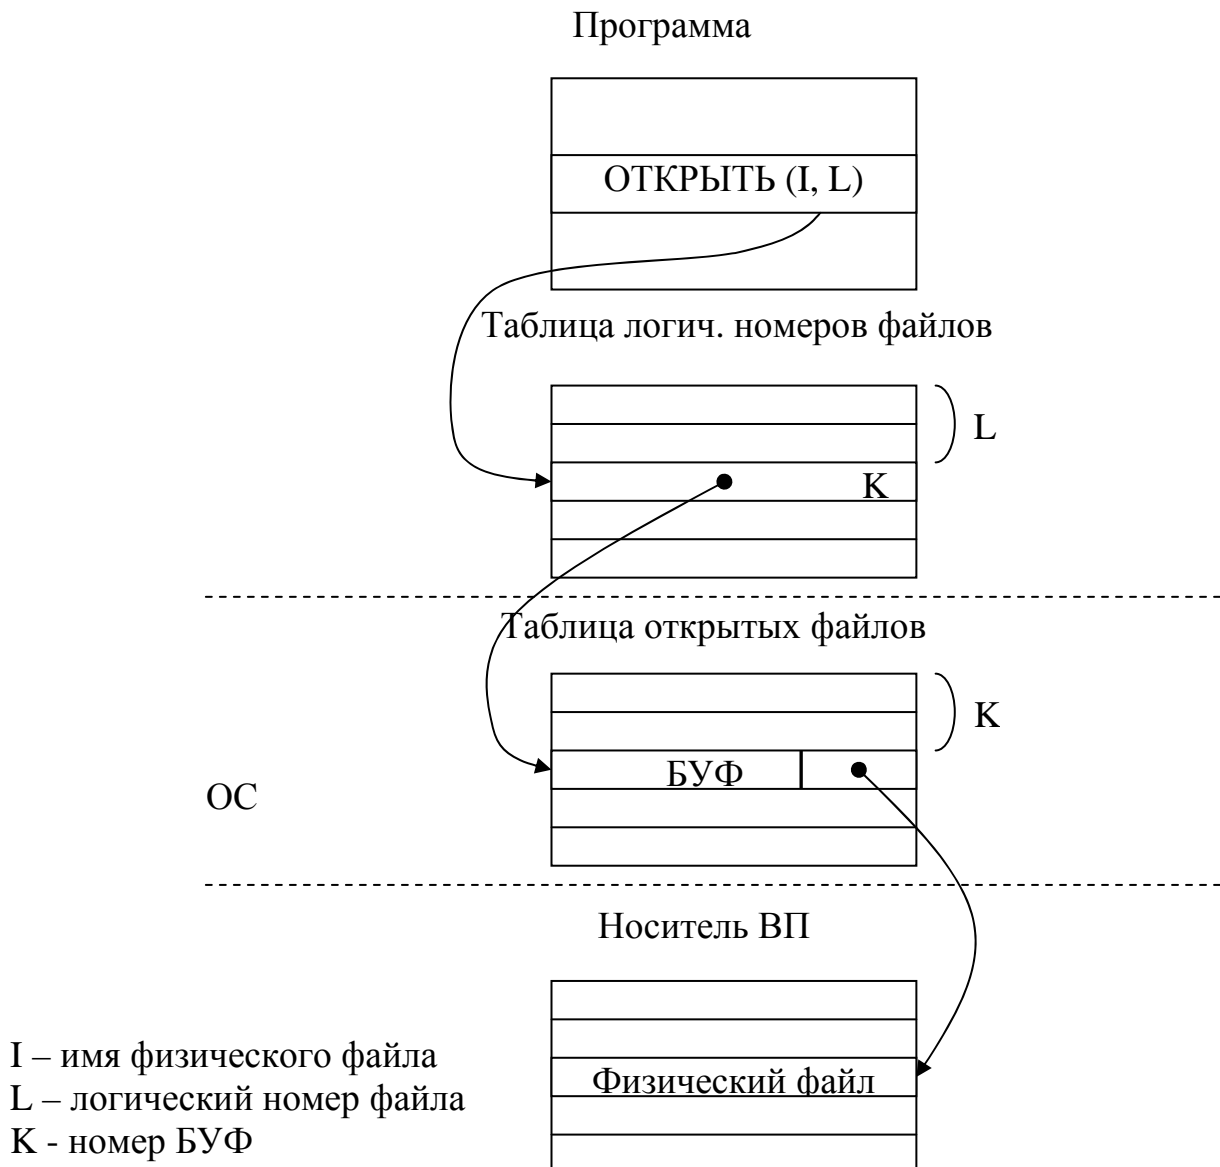 Программа
ОТКРЫТЬ (I, L)
Таблица логич. номеров файлов
L
K
Таблица открытых файлов
K
БУФ
ОС
Носитель ВП
Физический файл
I – имя физического файла
L – логический номер файла
K - номер БУФ